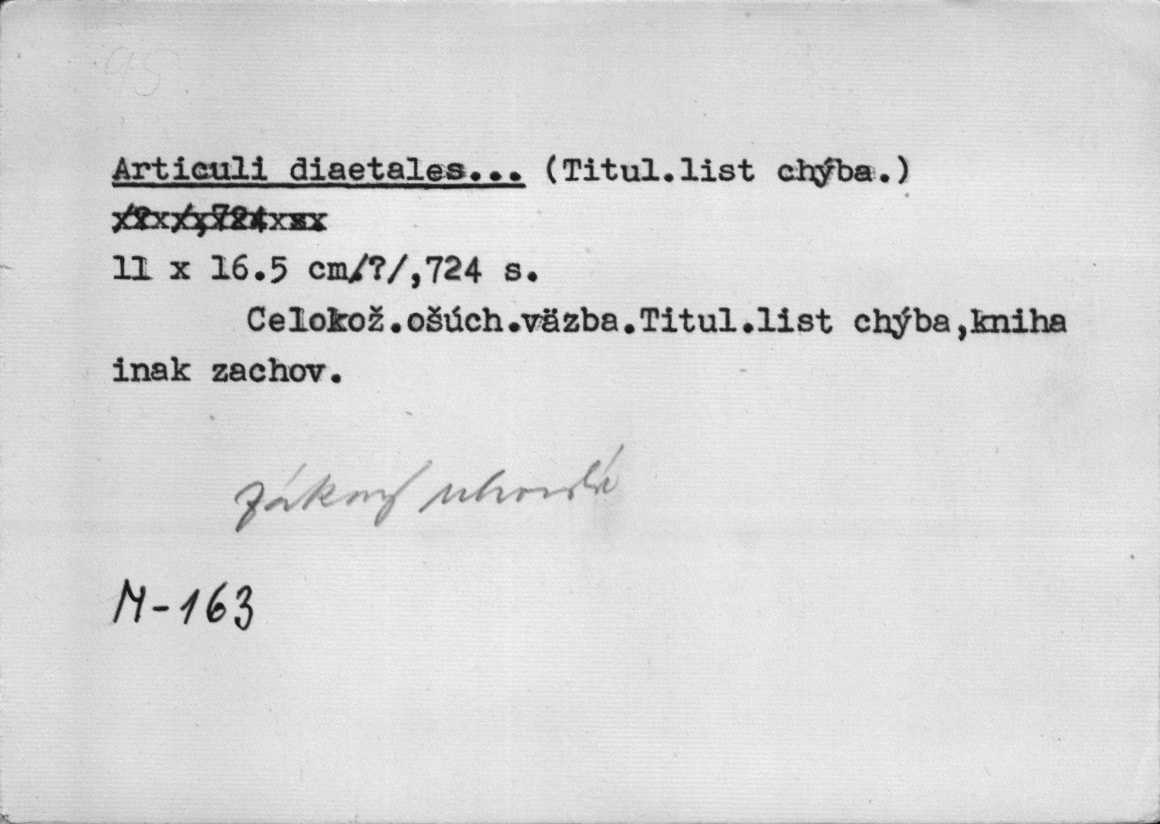 Articuli diaetales... (Titul.list chýba.)
11 x 16.5 cm/?/,724 s.
Celokož.ošúch.väzba.Titul.list chýba,kniha
inak zachov.
zákony
M-163